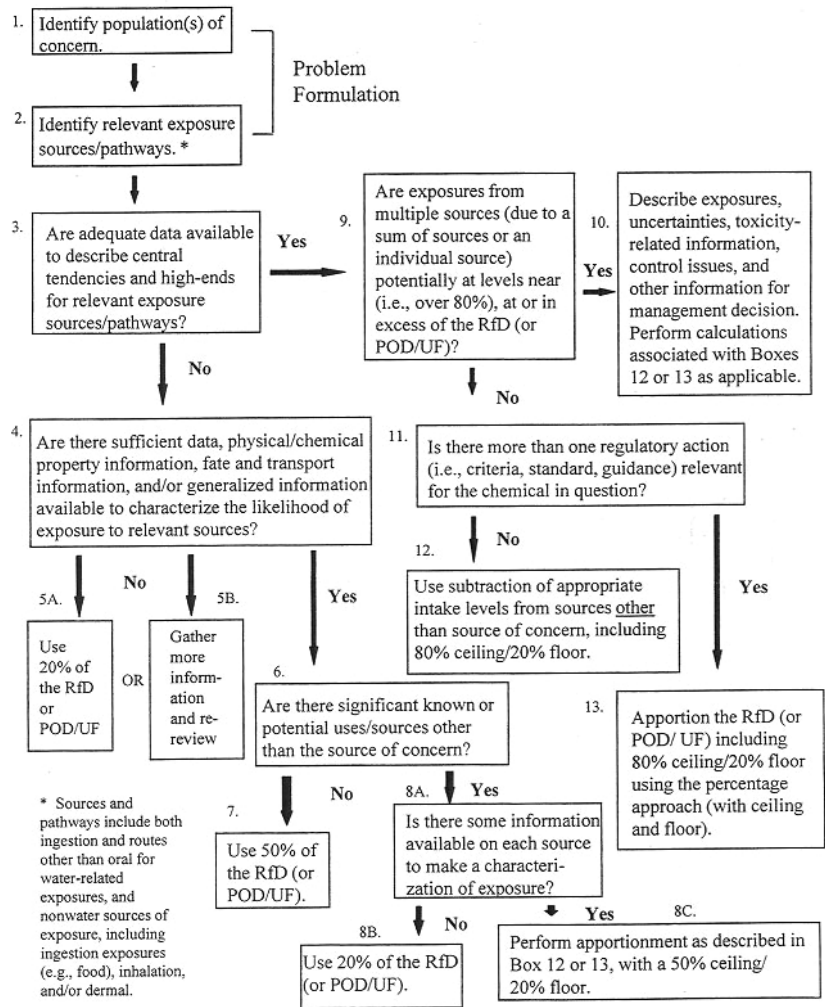 1.
Identify population(s) of
concern.
Problem
Formulation
2.
Identify relevant exposure
sources/pathways. *
3.
Are adequate data available
to describe central
tendencies and high-ends
for relevant exposure
sources/pathways?
Yes
No
9.
Are exposures from
multiple sources (due to a
sum of sources or an
individual source)
potentially at levels near
(i.e., over 80%), at or in
excess of the RfD (or
POD/UF)?
Yes
No
10.
Describe exposures,
uncertainties, toxicity-
related information,
control issues, and
other information for
management decision.
Perform calculations
associated with Boxes
12 or 13 as applicable.
4.
Are there sufficient data, physical/chemical
property information, fate and transport
information, and/or generalized information
available to characterize the likelihood of
exposure to relevant sources?
No
Yes
11.
Is there more than one regulatory action
(i.e., criteria, standard, guidance) relevant
for the chemical in question?
No
Yes
5A.
Use
20% of
the RfD
or
POD/UF
OR
5B.
Gather
more
inform-
ation
and re-
review
12.
Use subtraction of appropriate
intake levels from sources other
than source of concern, including
80% ceiling/20% floor.
6.
Are there significant known or
potential uses/sources other
than the source of concern?
No
Yes
13.
Apportion the RfD (or
POD/ UF) including
80% ceiling/20% floor
using the percentage
approach (with ceiling
and floor).
7.
Use 50% of
the RfD (or
POD/UF).
8A.
Is there some information
available on each source
to make a characteri-
zation of exposure?
No
Yes
8B.
Use 20% of the RfD
(or POD/UF).
8C.
Perform apportionment as described in
Box 12 or 13, with a 50% ceiling/
20% floor.
* Sources and
pathways include both
ingestion and routes
other than oral for
water-related
exposures, and
nonwater sources of
exposure, including
ingestion exposures
(e.g., food), inhalation,
and/or dermal.